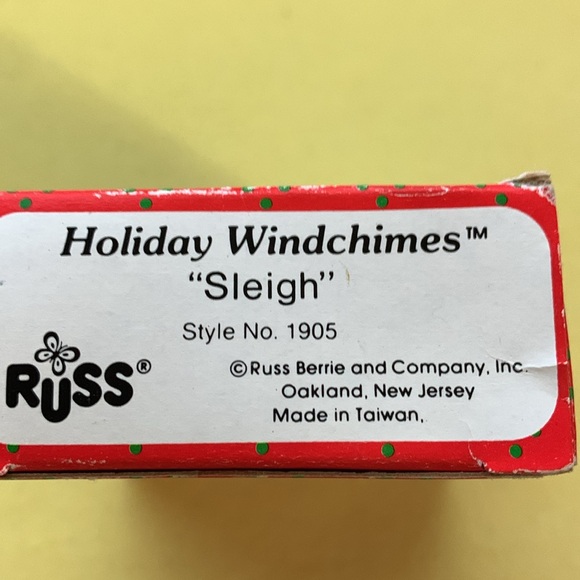 Holiday Windchimes™
“Sleigh”
Style No. 1905
RUSS®
©Russ Berrie and Company, Inc.
Oakland, New Jersey
Made in Taiwan.